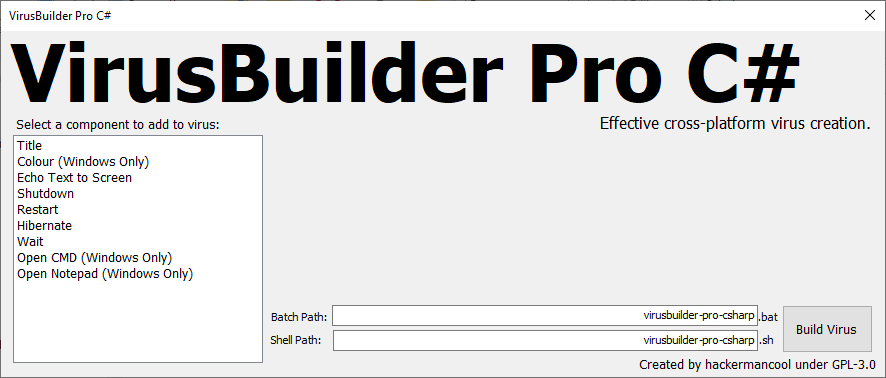 VirusBuilder Pro C#
VirusBuilder Pro C#
Effective cross-platform virus creation.
Select a component to add to virus:
Title
Colour (Windows Only)
Echo Text to Screen
Shutdown
Restart
Hibernate
Wait
Open CMD (Windows Only)
Open Notepad (Windows Only)
Batch Path: virusbuilder-pro-csharp .bat
Shell Path: virusbuilder-pro-csharp .sh
Build Virus
Created by hackermancool under GPL-3.0